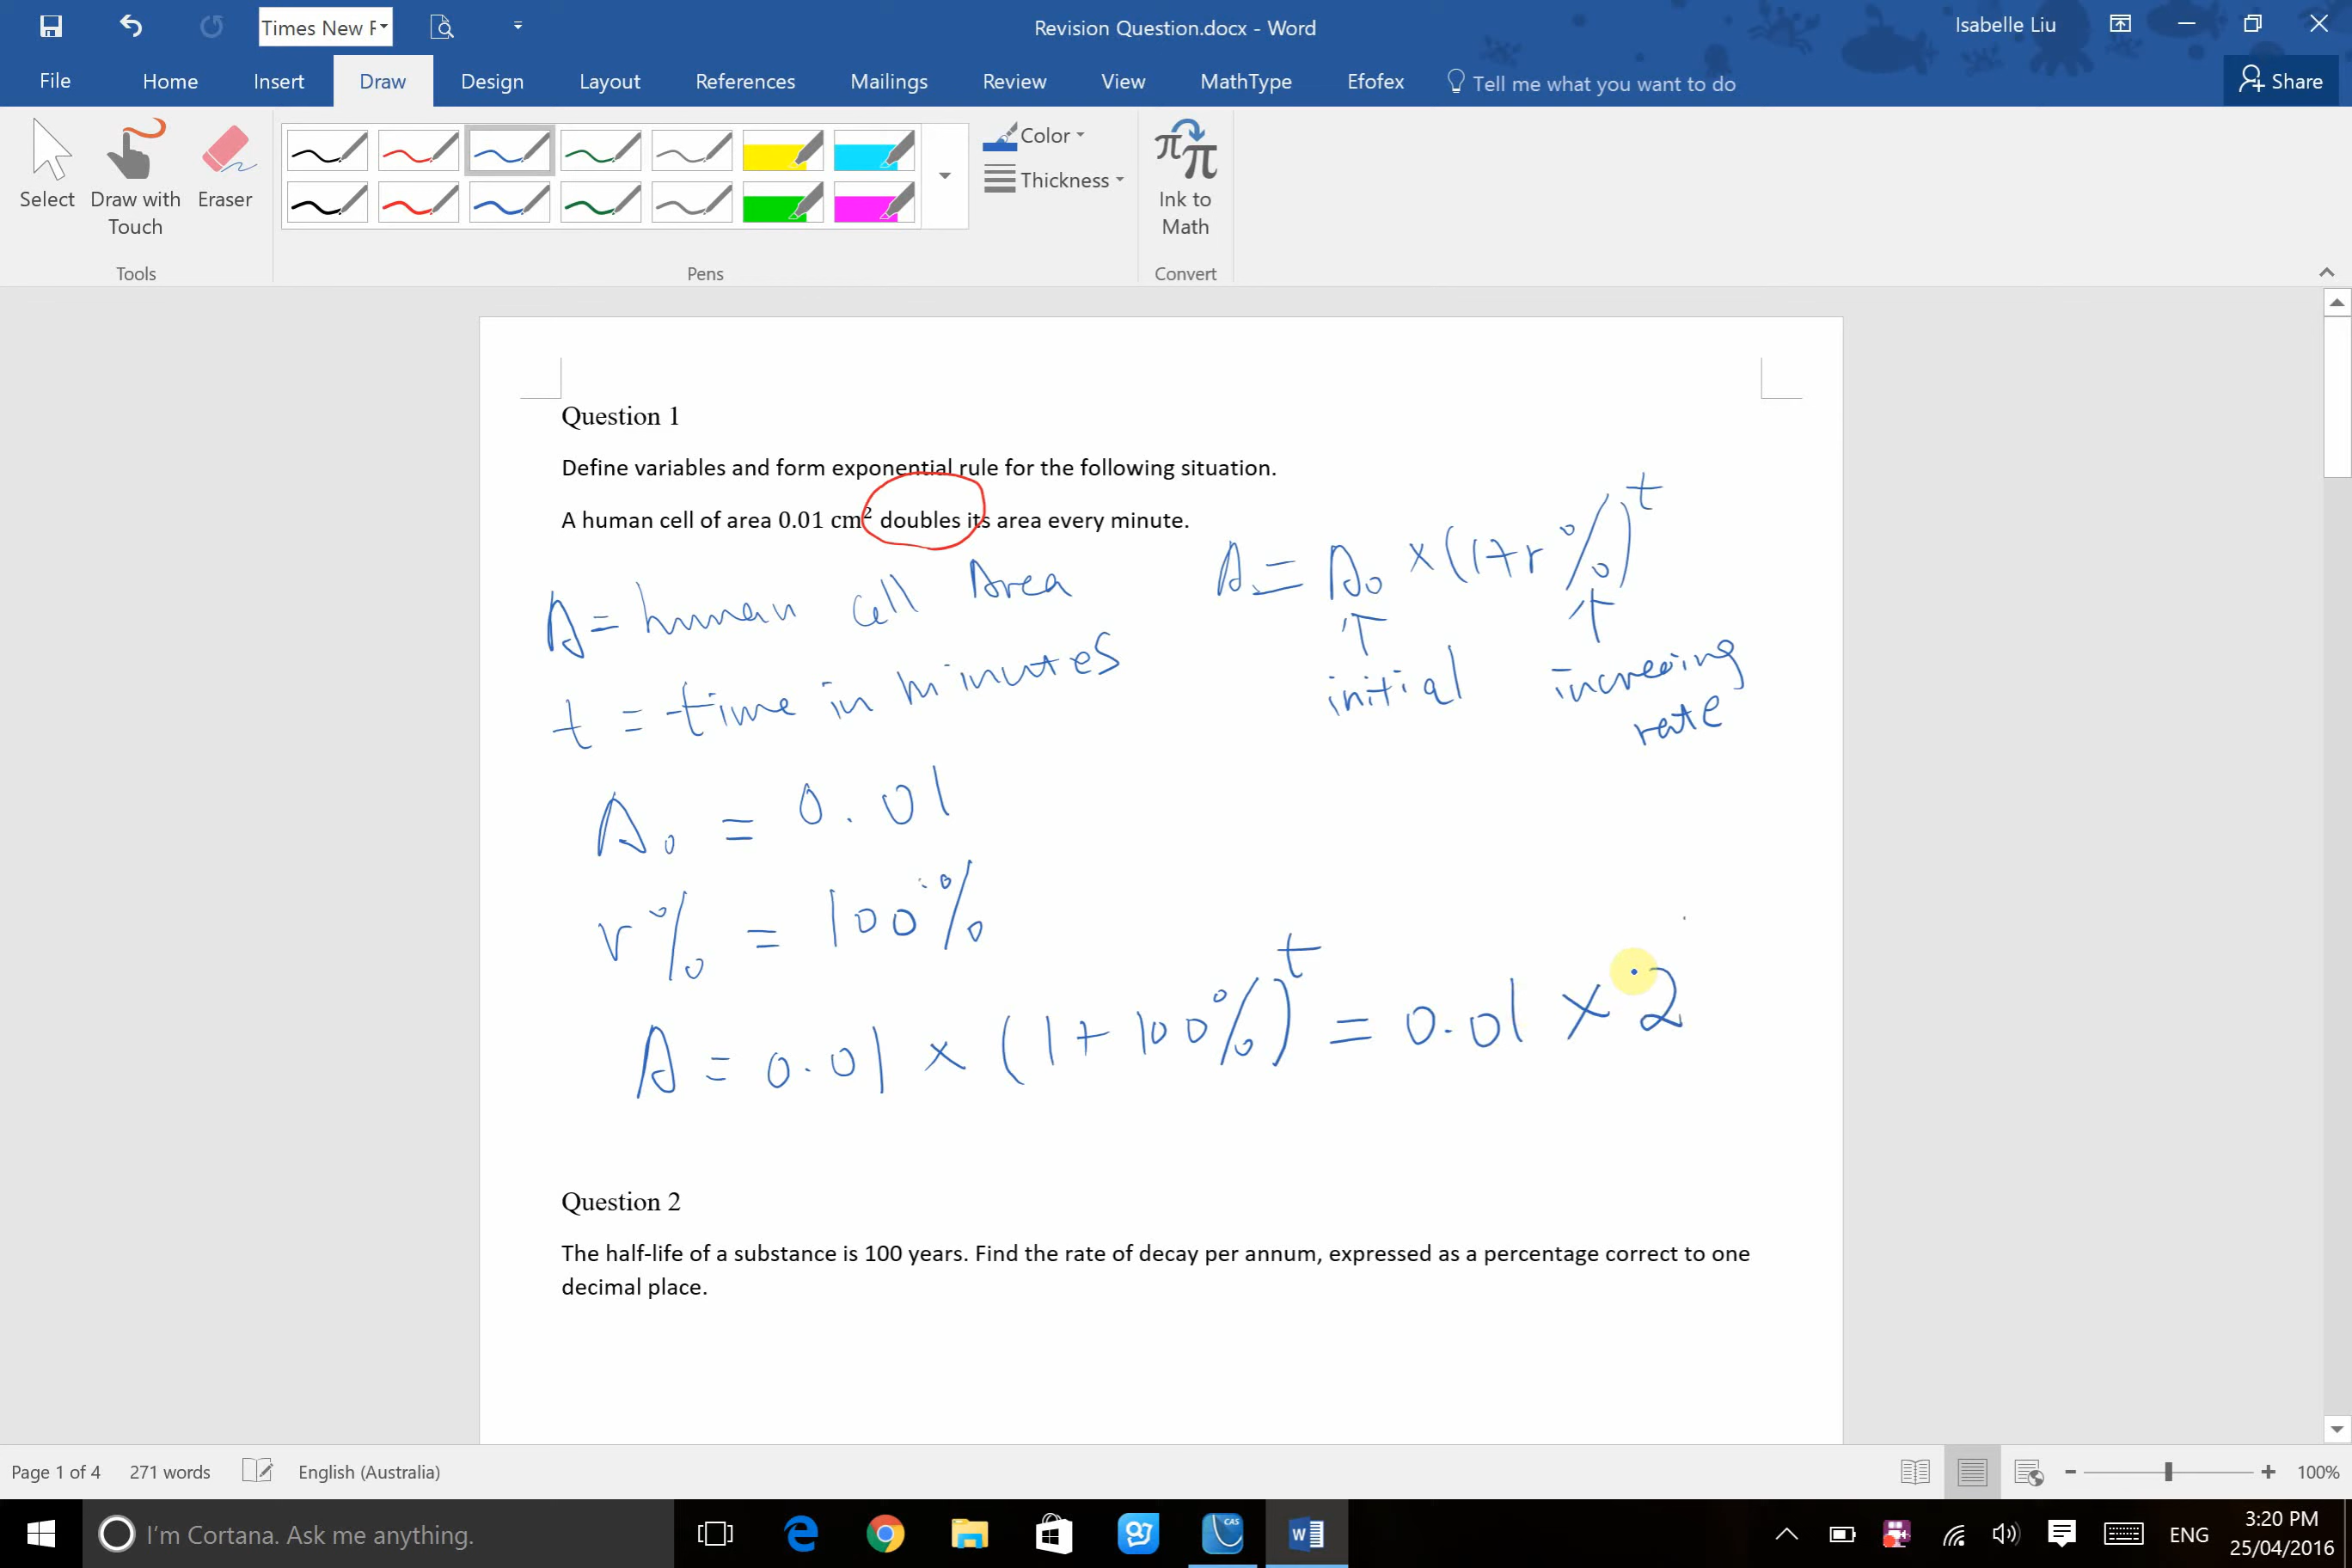 Times New F
Revision Question.docx - Word
Isabelle Liu
File Home Insert Draw Design Layout References Mailings Review View MathType Efofex Tell me what you want to do Share
Select
Draw with Touch
Eraser
Color
Thickness
Ink to Math
Tools
Pens
Convert
Question 1
Define variables and form exponential rule for the following situation.
A human cell of area 0.01 cm² doubles its area every minute.
A = human cell Area
t = time in minutes
A = A₀ × (1+r%)^t
initial
increasing rate
A₀ = 0.01
r% = 100%
A = 0.01 × (1+100%)^t = 0.01 × 2
Question 2
The half-life of a substance is 100 years. Find the rate of decay per annum, expressed as a percentage correct to one
decimal place.
Page 1 of 4 271 words English (Australia) 100%
I'm Cortana. Ask me anything.
CAS
ENG
3:20 PM
25/04/2016